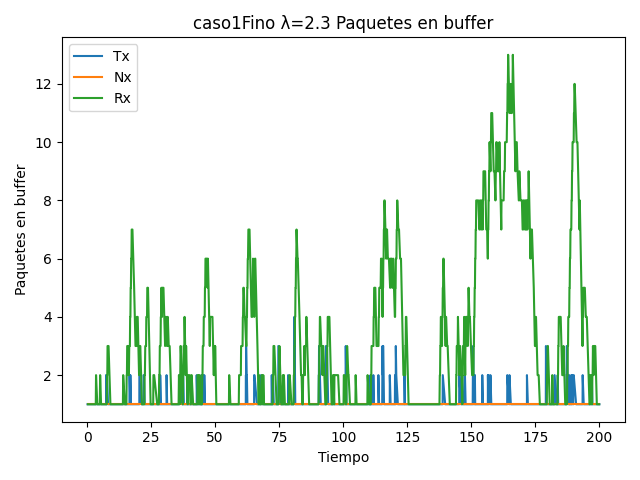 caso1Fino λ=2.3 Paquetes en buffer
Tx
Nx
Rx
Paquetes en buffer
12
10
8
6
4
2
0 25 50 75 100 125 150 175 200
Tiempo